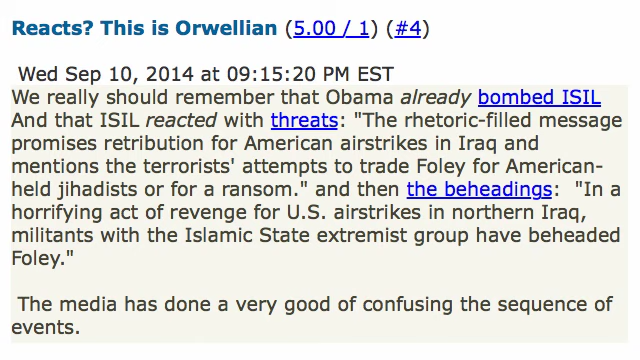 Reacts? This is Orwellian (5.00 / 1) (#4)
Wed Sep 10, 2014 at 09:15:20 PM EST
We really should remember that Obama already bombed ISIL
And that ISIL reacted with threats: "The rhetoric-filled message
promises retribution for American airstrikes in Iraq and
mentions the terrorists' attempts to trade Foley for American-
held jihadists or for a ransom." and then the beheadings:  "In a
horrifying act of revenge for U.S. airstrikes in northern Iraq,
militants with the Islamic State extremist group have beheaded
Foley."
The media has done a very good of confusing the sequence of
events.